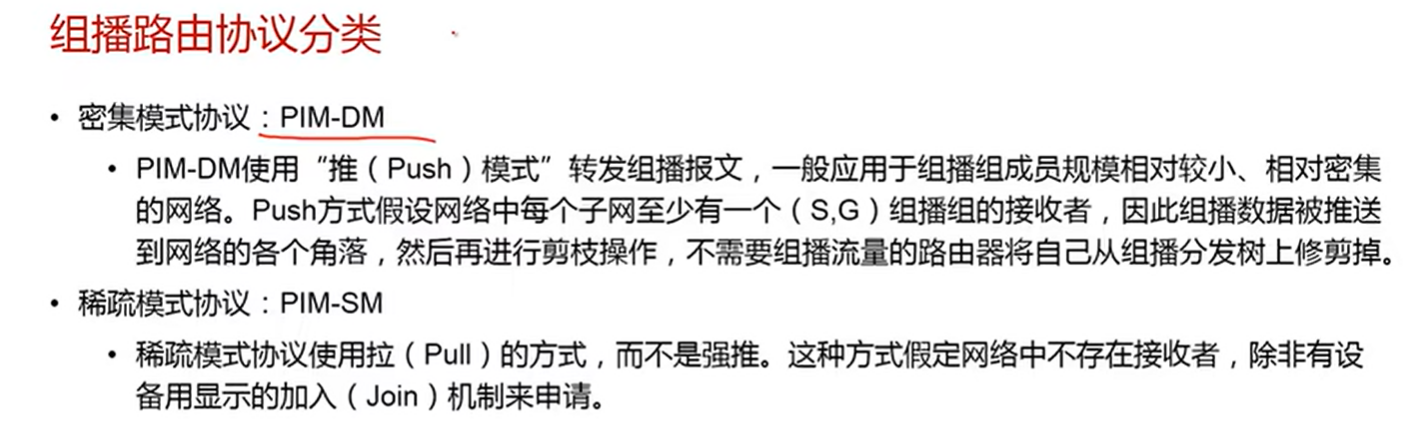 组播路由协议分类
• 密集模式协议：PIM-DM
• PIM-DM使用“推（Push）模式”转发组播报文，一般应用于组播组成员规模相对较小、相对密集
的网络。Push方式假设网络中每个子网至少有一个（S,G）组播组的接收者，因此组播数据被推送
到网络的各个角落，然后再进行剪枝操作，不需要组播流量的路由器将自己从组播分发树上修剪掉。
• 稀疏模式协议：PIM-SM
• 稀疏模式协议使用拉（Pull）的方式，而不是强推。这种方式假定网络中不存在接收者，除非有设
备用显示的加入（Join）机制来申请。